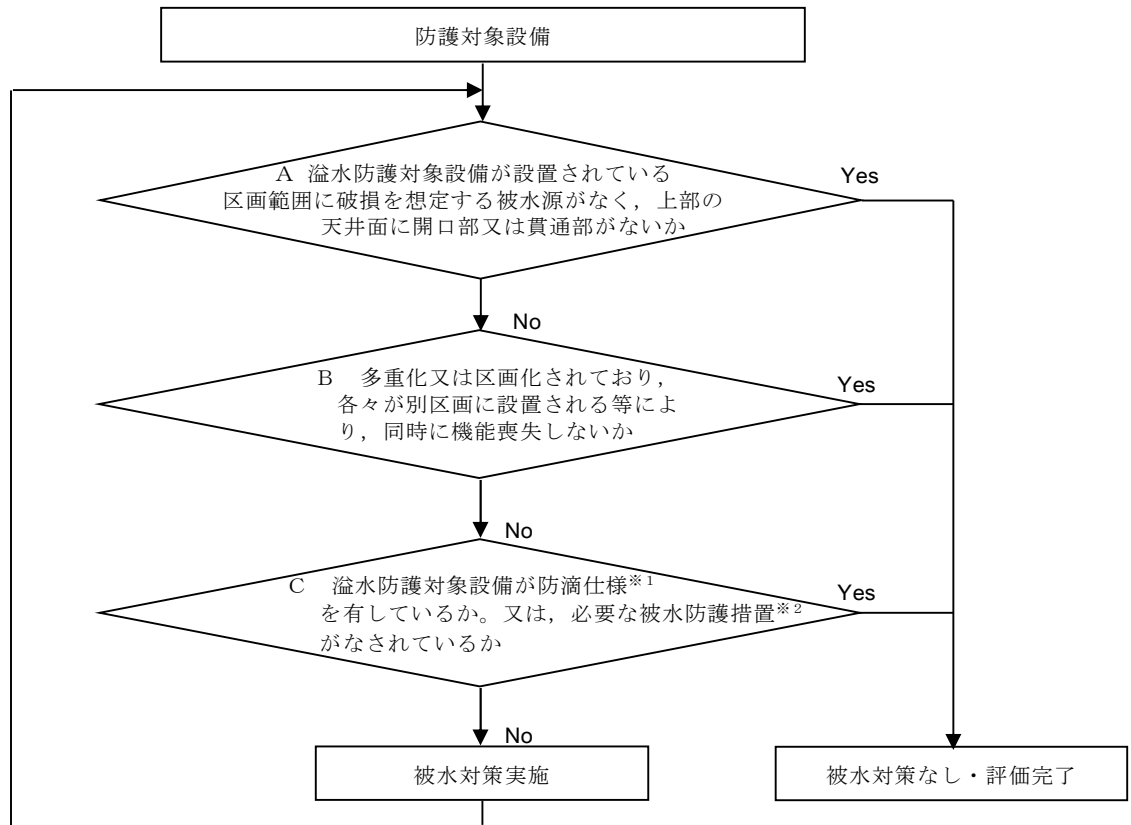 防護対象設備
A 溢水防護対象設備が設置されている
区画範囲に破損を想定する被水源がなく，上部の
天井面に開口部又は貫通部がないか
Yes
No
B 多重化又は区画化されており，
各々が別区画に設置される等によ
り，同時に機能喪失しないか
Yes
No
C 溢水防護対象設備が防滴仕様※1
を有しているか。又は，必要な被水防護措置※2
がなされているか
Yes
No
被水対策実施
被水対策なし・評価完了